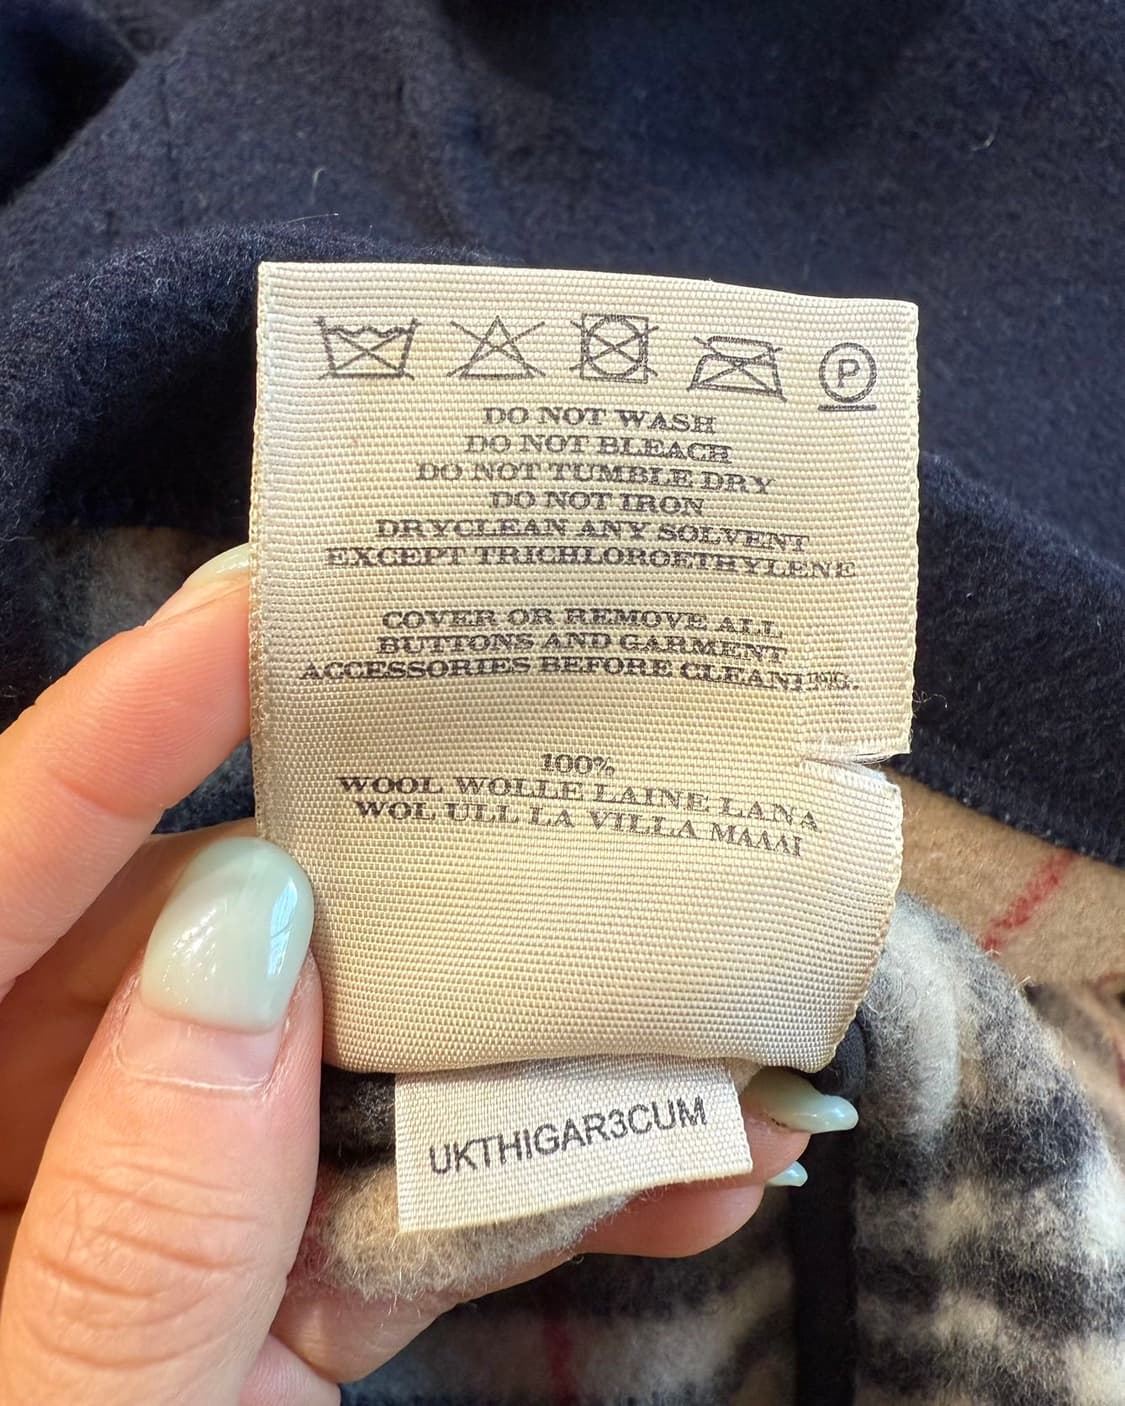 P
DO NOT WASH
DO NOT BLEACH
DO NOT TUMBLE DRY
DO NOT IRON
DRYCLEAN ANY SOLVENT
EXCEPT TRICHLOROETHYLENE
COVER OR REMOVE ALL
BUTTONS AND GARMENT
ACCESSORIES BEFORE CLEANING.
100%
WOOL WOLLE LAINE LANA
WOL ULL LA VILLA ΜΑΛΛΙ
UKTHIGAR3CUM